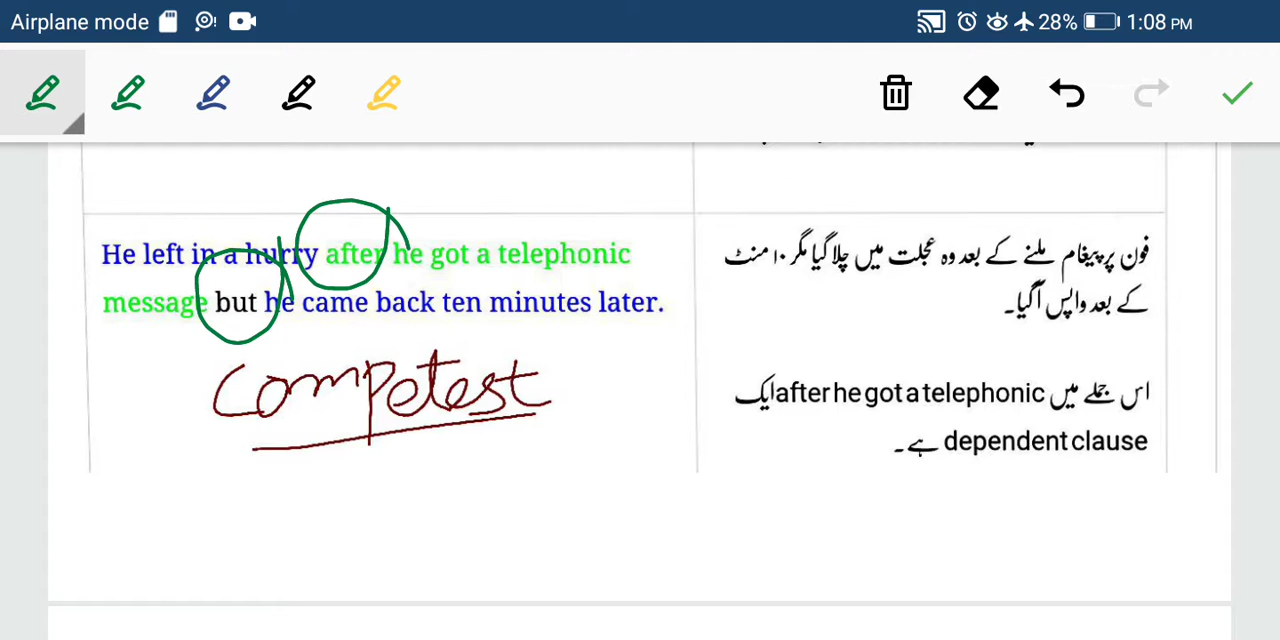 Airplane mode
28% 1:08 PM
He left in a hurry after he got a telephonic
message but he came back ten minutes later.
competest
فون پر پیغام ملنے کے بعد وہ عجلت میں چلا گیا مگر ۱۰ منٹ
کے بعد واپس آگیا۔
اس جملے میں after he got a telephonic ایک
dependent clause ہے۔